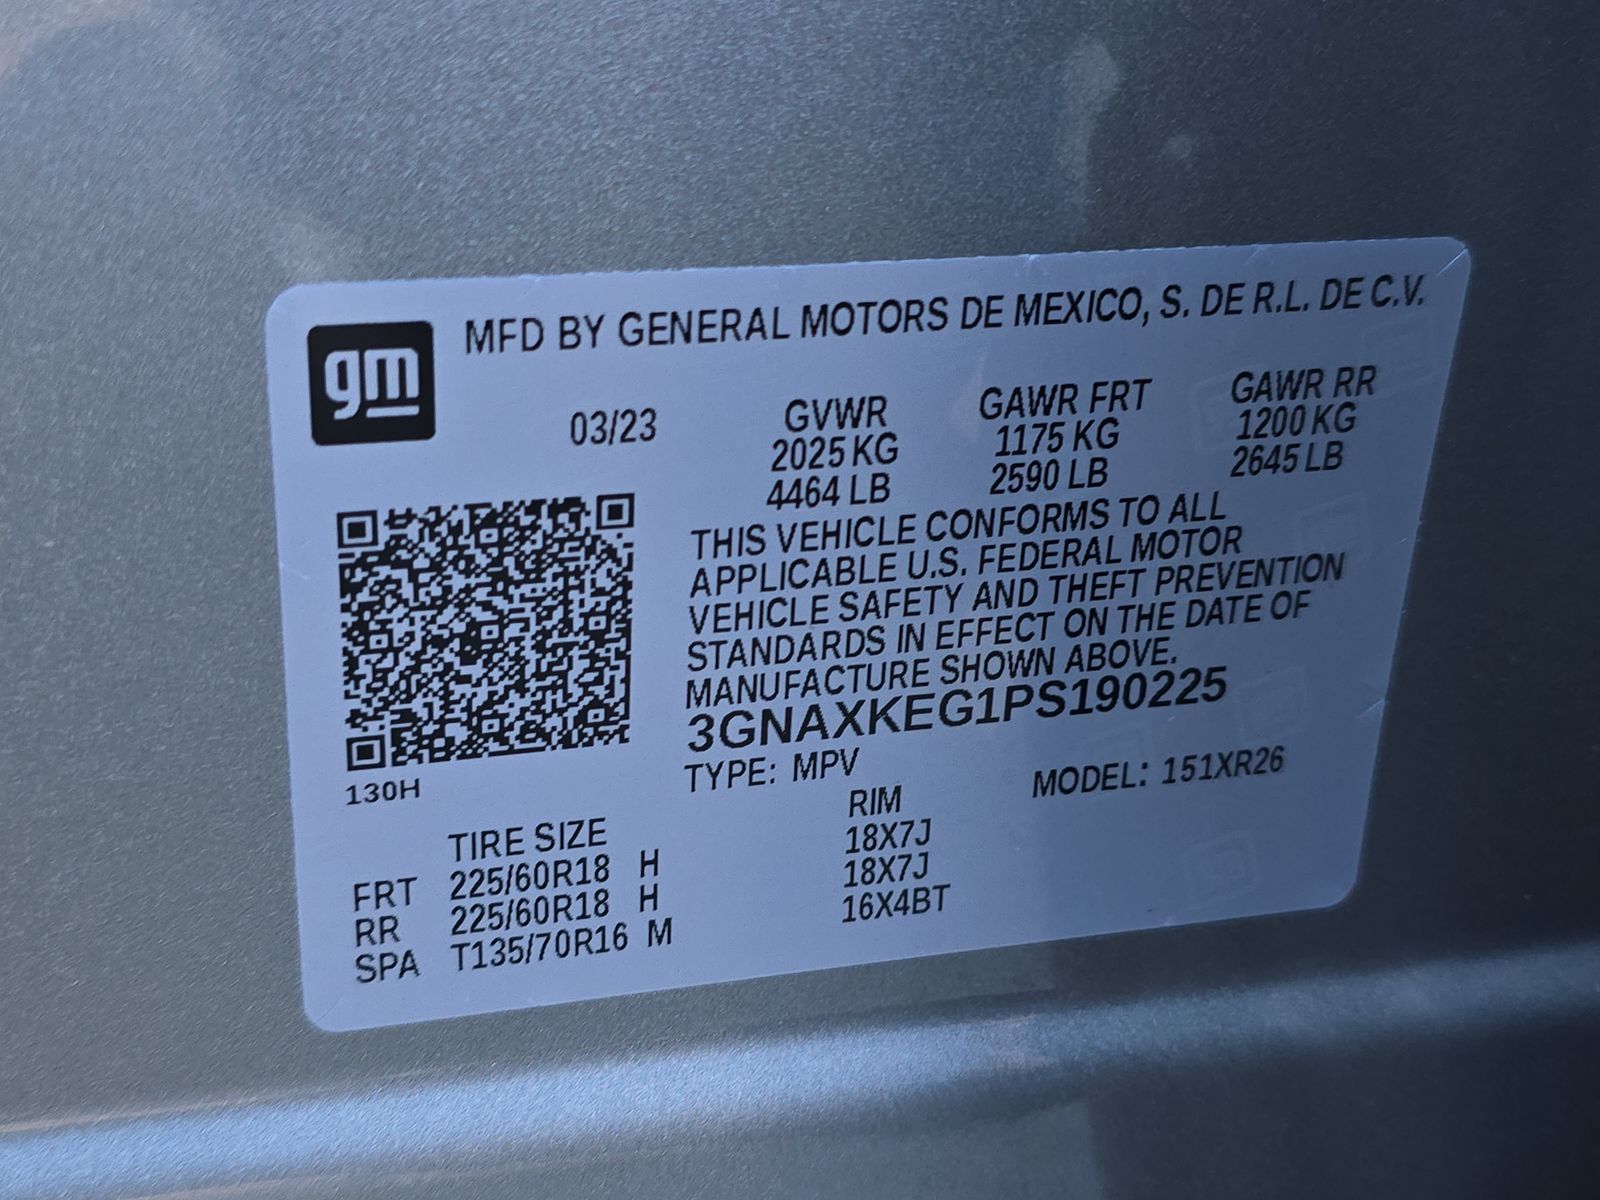 gm
MFD BY GENERAL MOTORS DE MEXICO, S. DE R.L. DE C.V.
03/23 GVWR GAWR FRT GAWR RR
2025 KG 1175 KG 1200 KG
4464 LB 2590 LB 2645 LB
THIS VEHICLE CONFORMS TO ALL
APPLICABLE U.S. FEDERAL MOTOR
VEHICLE SAFETY AND THEFT PREVENTION
STANDARDS IN EFFECT ON THE DATE OF
MANUFACTURE SHOWN ABOVE.
3GNAXKEG1PS190225
TYPE: MPV MODEL: 151XR26
130H
TIRE SIZE RIM
FRT 225/60R18 H 18X7J
RR 225/60R18 H 18X7J
SPA T135/70R16 M 16X4BT